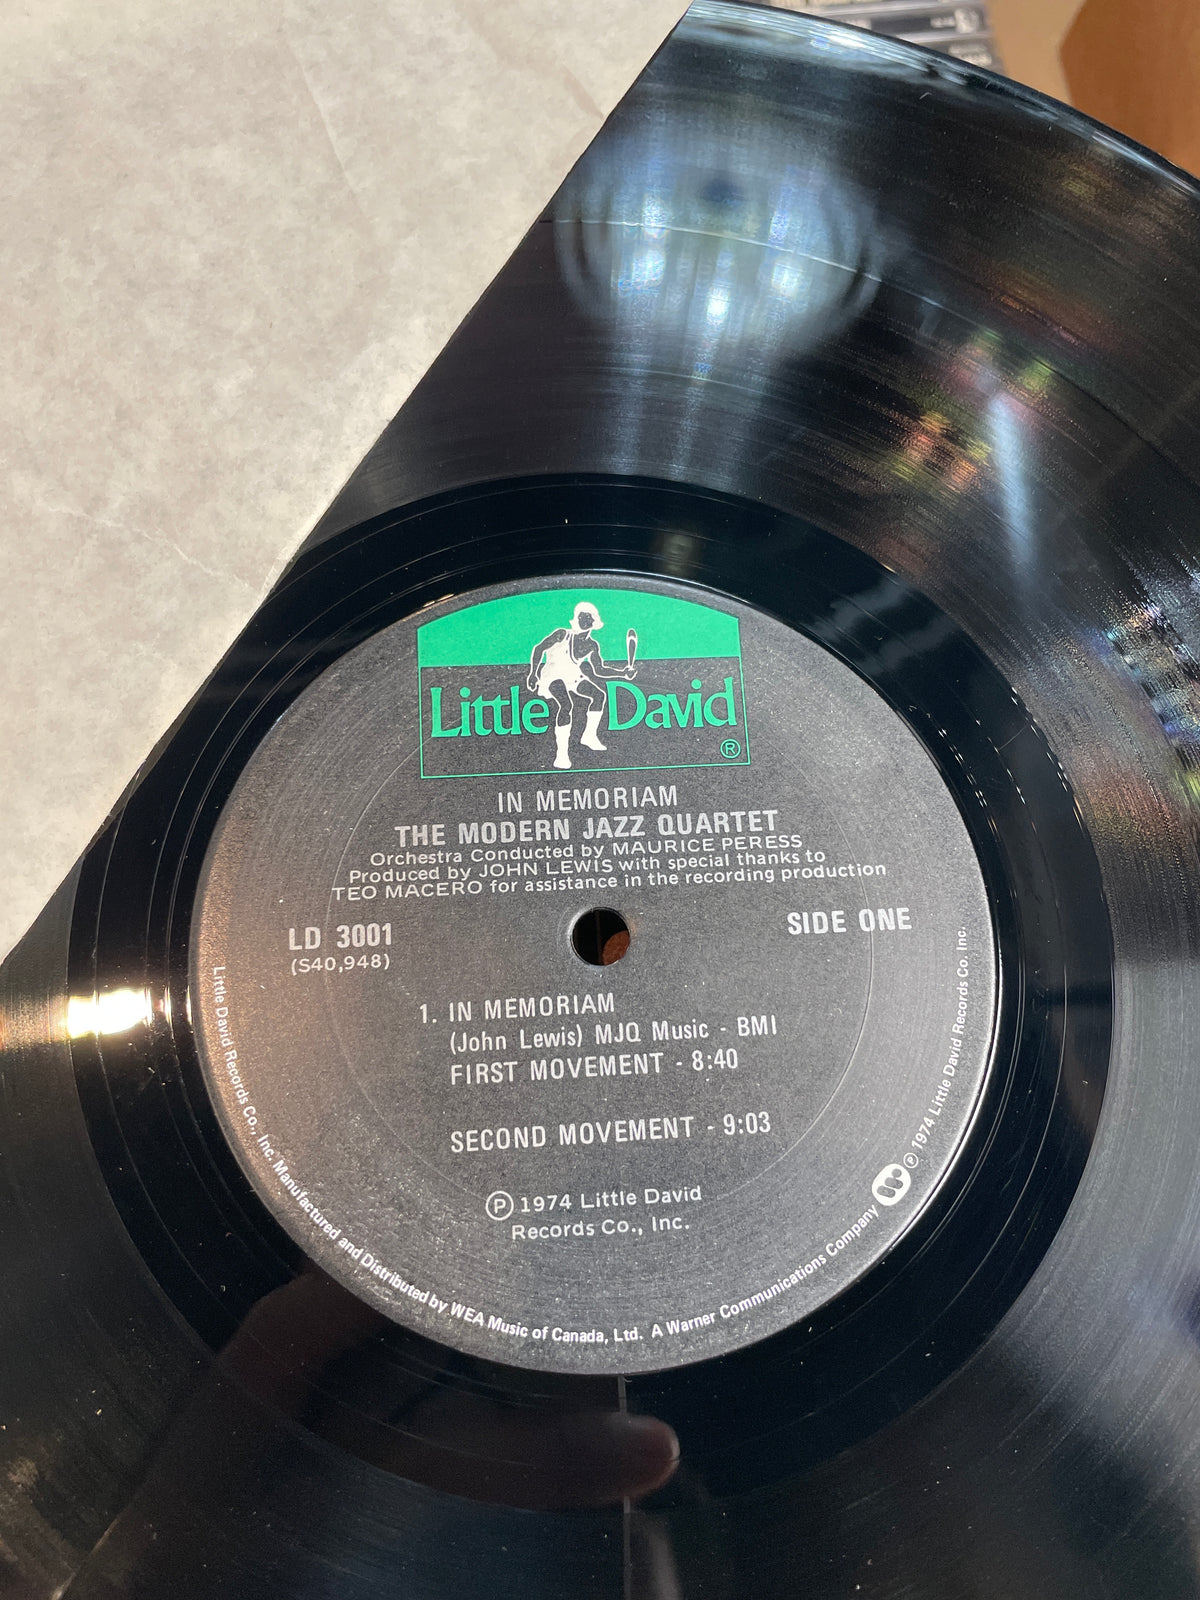 Little David
®
IN MEMORIAM
THE MODERN JAZZ QUARTET
Orchestra Conducted by MAURICE PERESS
Produced by JOHN LEWIS with special thanks to
TEO MACERO for assistance in the recording production
LD 3001
(S40,948)
SIDE ONE
1. IN MEMORIAM
(John Lewis) MJQ Music - BMI
FIRST MOVEMENT - 8:40
SECOND MOVEMENT - 9:03
Ⓟ 1974 Little David
Records Co., Inc.
Little David Records Co., Inc. Manufactured and Distributed by WEA Music of Canada, Ltd. A Warner Communications Company Ⓟ 1974 Little David Records Co. Inc.